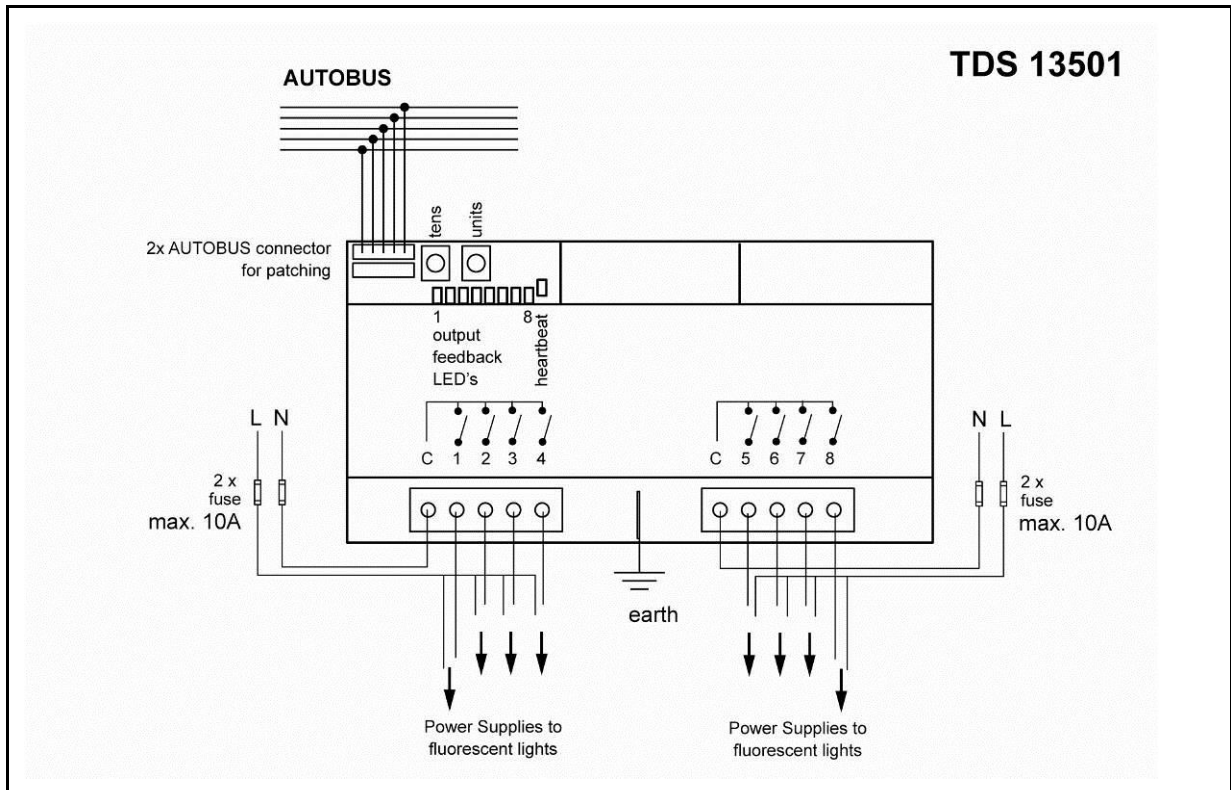 TDS 13501
AUTOBUS
tens
units
2x AUTOBUS connector
for patching
1
8
output
feedback
LED's
heartbeat
L N
N L
C 1 2 3 4
C 5 6 7 8
2 x
fuse
max. 10A
2 x
fuse
max. 10A
earth
Power Supplies to
fluorescent lights
Power Supplies to
fluorescent lights